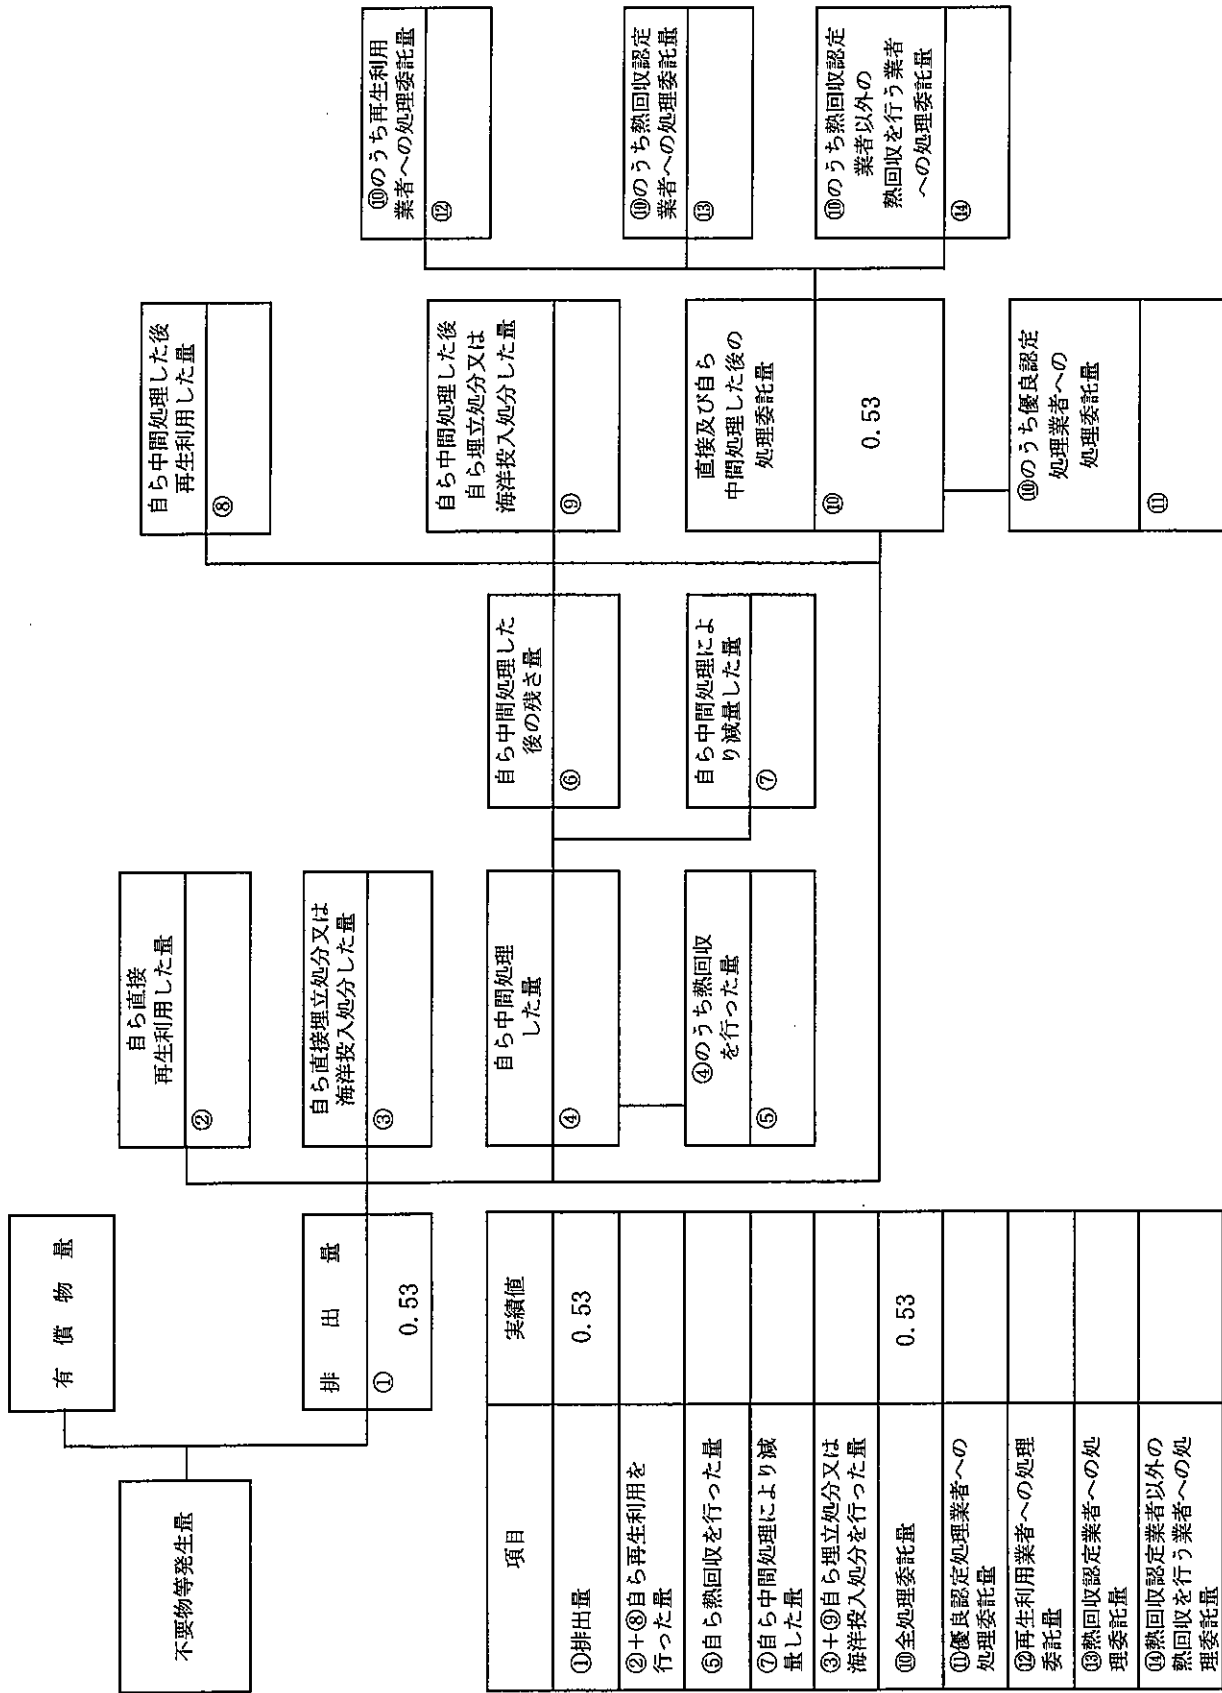 不要物等発生量
有償物量
排出量
①
0.53
自ら直接
再生利用した量
②
自ら直接埋立処分又は
海洋投入処分した量
③
自ら中間処理
した量
④
④のうち熱回収
を行った量
⑤
自ら中間処理した
後の残さ量
⑥
自ら中間処理によ
り減量した量
⑦
自ら中間処理した後
再生利用した量
⑧
自ら中間処理した後
自ら埋立処分又は
海洋投入処分した量
⑨
直接及び自ら
中間処理した後の
処理委託量
⑩
0.53
⑩のうち優良認定
処理業者への
処理委託量
⑪
⑩のうち再生利用
業者への処理委託量
⑫
⑩のうち熱回収認定
業者への処理委託量
⑬
⑩のうち熱回収認定
業者以外の
熱回収を行う業者
への処理委託量
⑭
項目 実績値
①排出量 0.53
②+⑧自ら再生利用を
行った量
⑤自ら熱回収を行った量
⑦自ら中間処理により減
量した量
③+⑨自ら埋立処分又は
海洋投入処分を行った量
⑩全処理委託量 0.53
⑪優良認定処理業者への
処理委託量
⑫再生利用業者への処理
委託量
⑬熱回収認定業者への処
理委託量
⑭熱回収認定業者以外の
熱回収を行う業者への処
理委託量